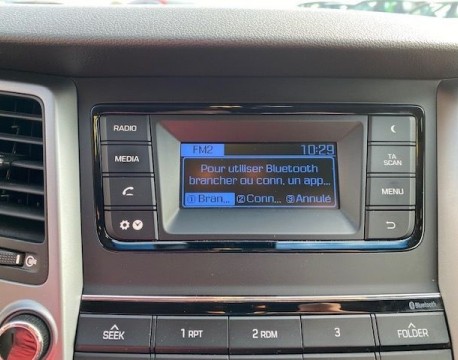 RADIO
FM2 10:29
MEDIA
Pour utiliser Bluetooth
brancher ou conn. un app...
① Bran... ② Conn... ③ Annulé
TA
SCAN
MENU
Bluetooth
SEEK
1 RPT
2 RDM
3
FOLDER